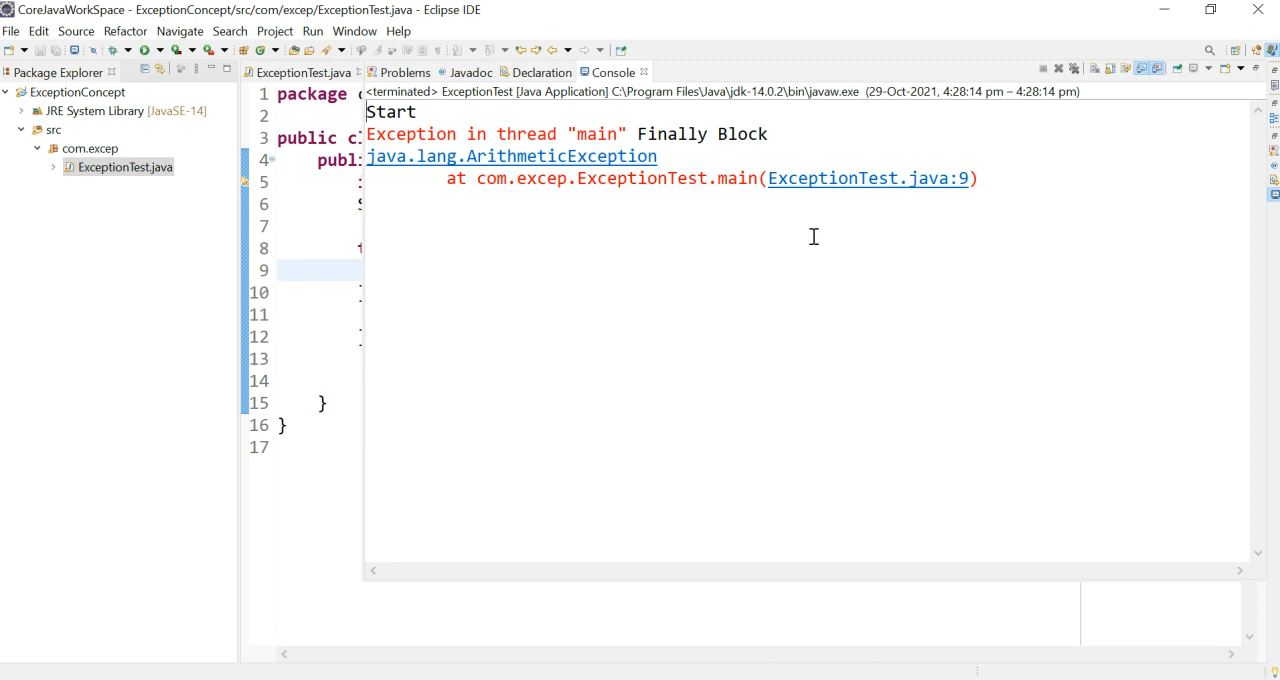 CoreJavaWorkSpace - ExceptionConcept/src/com/excep/ExceptionTest.java - Eclipse IDE
File Edit Source Refactor Navigate Search Project Run Window Help
Package Explorer
ExceptionTest.java
Problems
Javadoc
Declaration
Console
ExceptionConcept
JRE System Library [JavaSE-14]
src
com.excep
ExceptionTest.java
<terminated> ExceptionTest [Java Application] C:\Program Files\Java\jdk-14.0.2\bin\javaw.exe (29-Oct-2021, 4:28:14 pm – 4:28:14 pm)
Start
Exception in thread "main" Finally Block
java.lang.ArithmeticException
at com.excep.ExceptionTest.main(ExceptionTest.java:9)
1 package
2
3 public
4
5
6
7
8
9
10
11
12
13
14
15 }
16 }
17